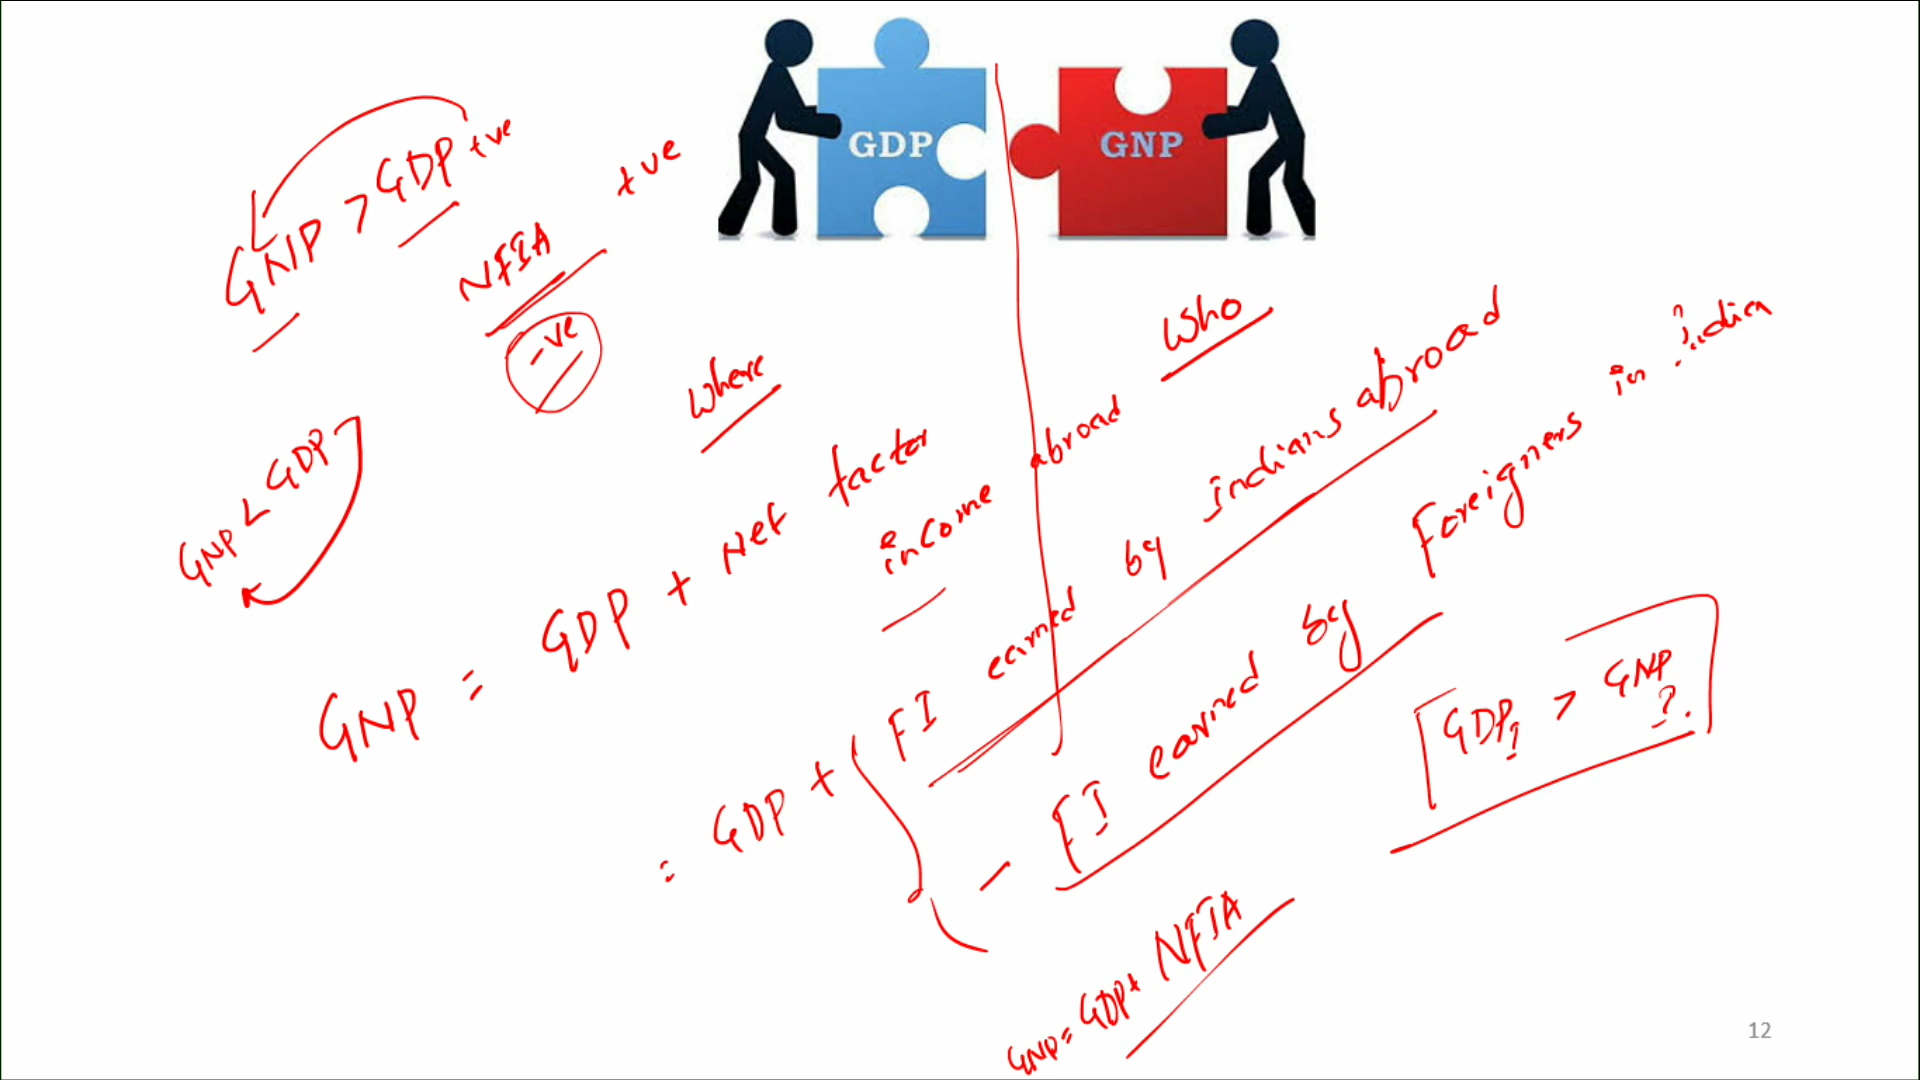 GDP
GNP
GNP > GDP +ve
NFIA +ve
-ve
Where
Who
GNP < GDP
GNP = GDP + Net factor
income abroad
= GDP + FI earned by Indians abroad
- FI earned by Foreigners in India
GDP > GNP
?
GNP = GDP + NFIA
12